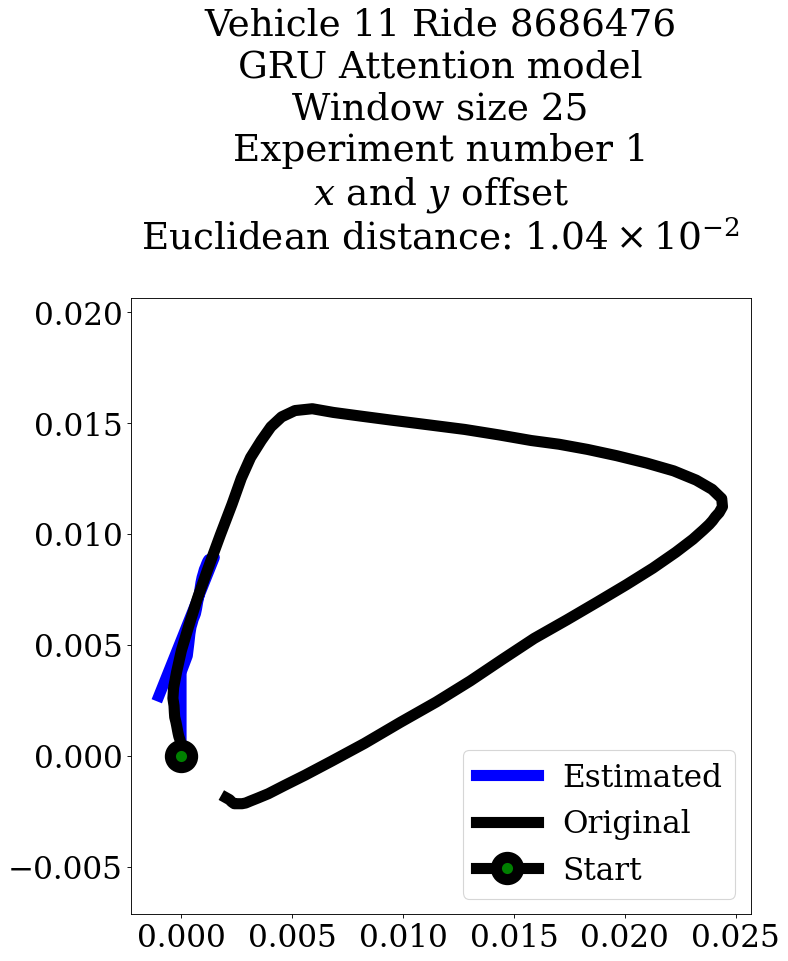 Vehicle 11 Ride 8686476
GRU Attention model
Window size 25
Experiment number 1
x and y offset
Euclidean distance: 1.04 × 10⁻²
0.020
0.015
0.010
0.005
0.000
−0.005
Estimated
Original
Start
0.000 0.005 0.010 0.015 0.020 0.025